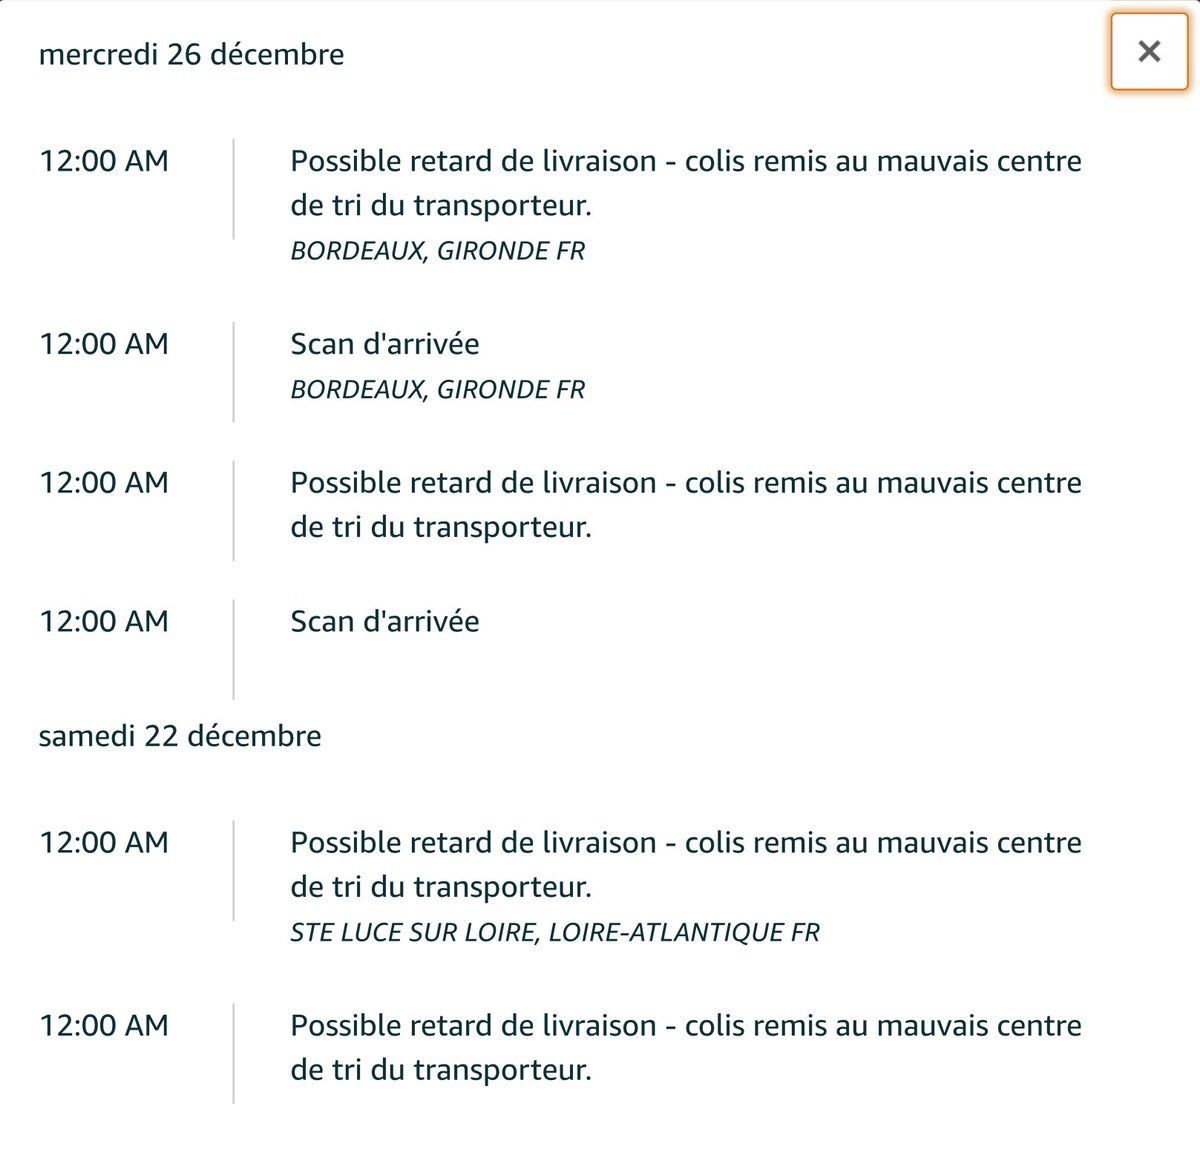 mercredi 26 décembre
12:00 AM
Possible retard de livraison - colis remis au mauvais centre
de tri du transporteur.
BORDEAUX, GIRONDE FR
12:00 AM
Scan d'arrivée
BORDEAUX, GIRONDE FR
12:00 AM
Possible retard de livraison - colis remis au mauvais centre
de tri du transporteur.
12:00 AM
Scan d'arrivée
samedi 22 décembre
12:00 AM
Possible retard de livraison - colis remis au mauvais centre
de tri du transporteur.
STE LUCE SUR LOIRE, LOIRE-ATLANTIQUE FR
12:00 AM
Possible retard de livraison - colis remis au mauvais centre
de tri du transporteur.